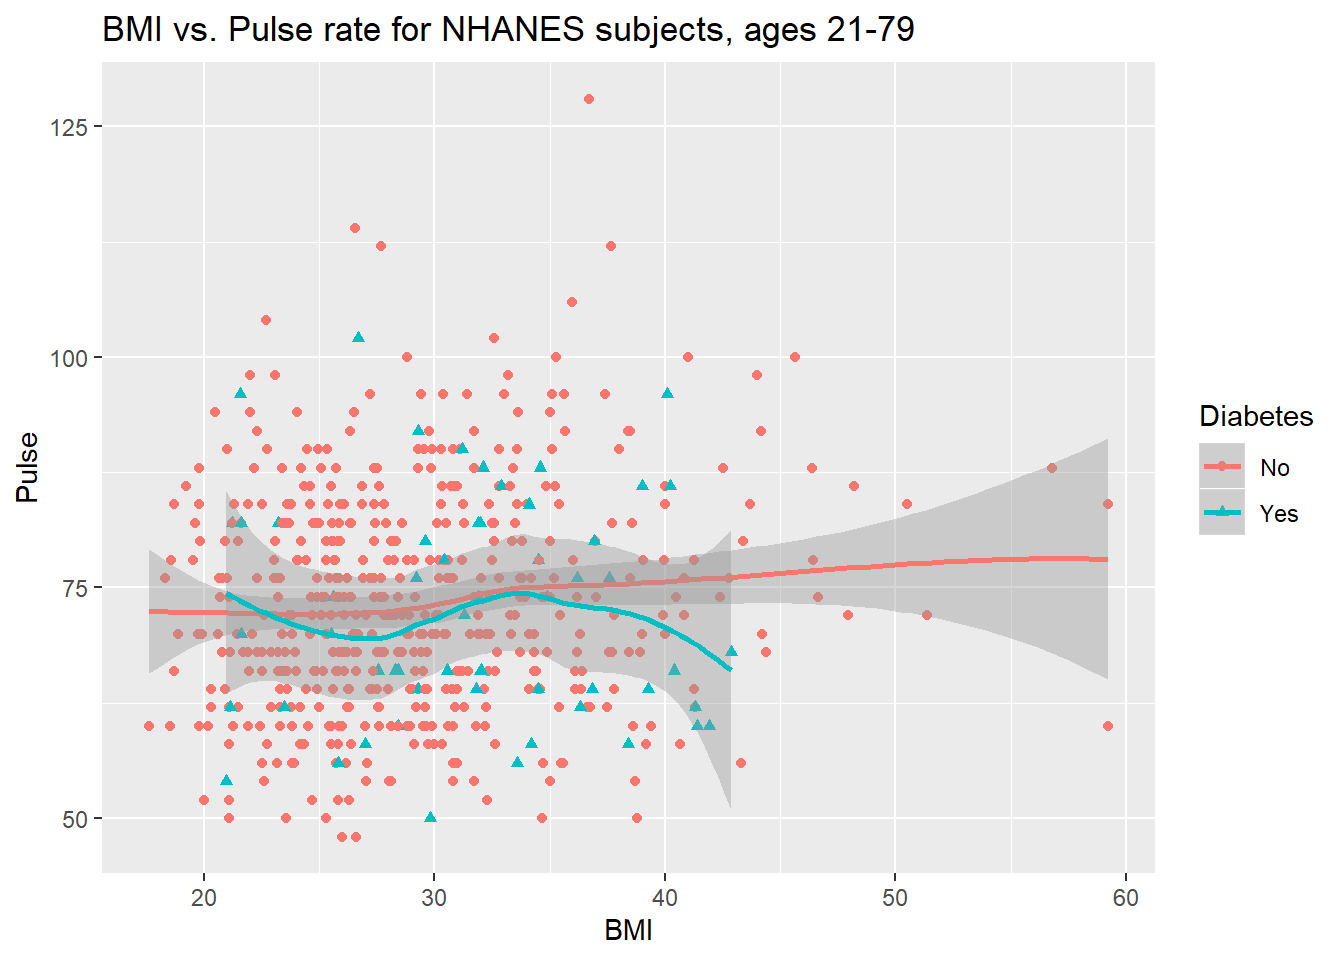 BMI vs. Pulse rate for NHANES subjects, ages 21-79
125
100
75
50
Pulse
20
30
40
50
60
BMI
Diabetes
No
Yes